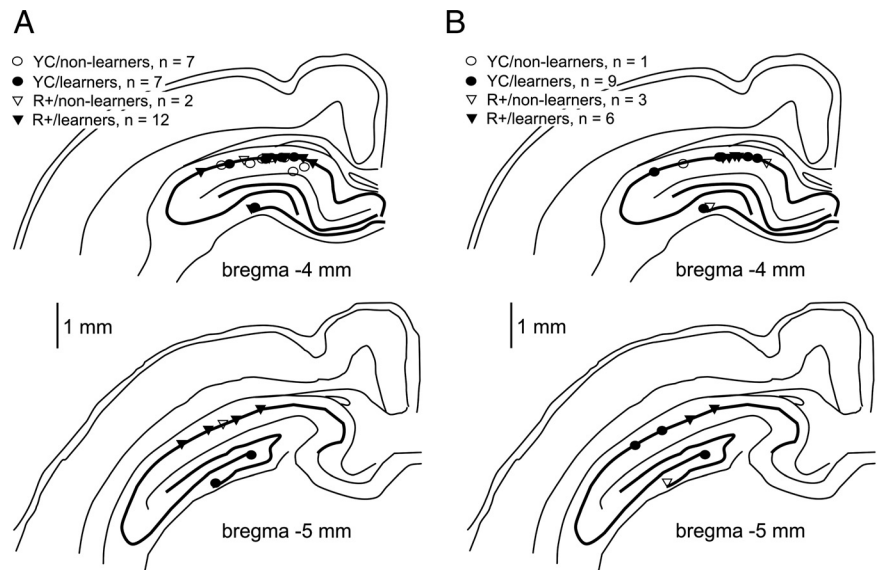 A
YC/non-learners, n = 7
YC/learners, n = 7
R+/non-learners, n = 2
R+/learners, n = 12
bregma -4 mm
1 mm
bregma -5 mm
B
YC/non-learners, n = 1
YC/learners, n = 9
R+/non-learners, n = 3
R+/learners, n = 6
bregma -4 mm
1 mm
bregma -5 mm